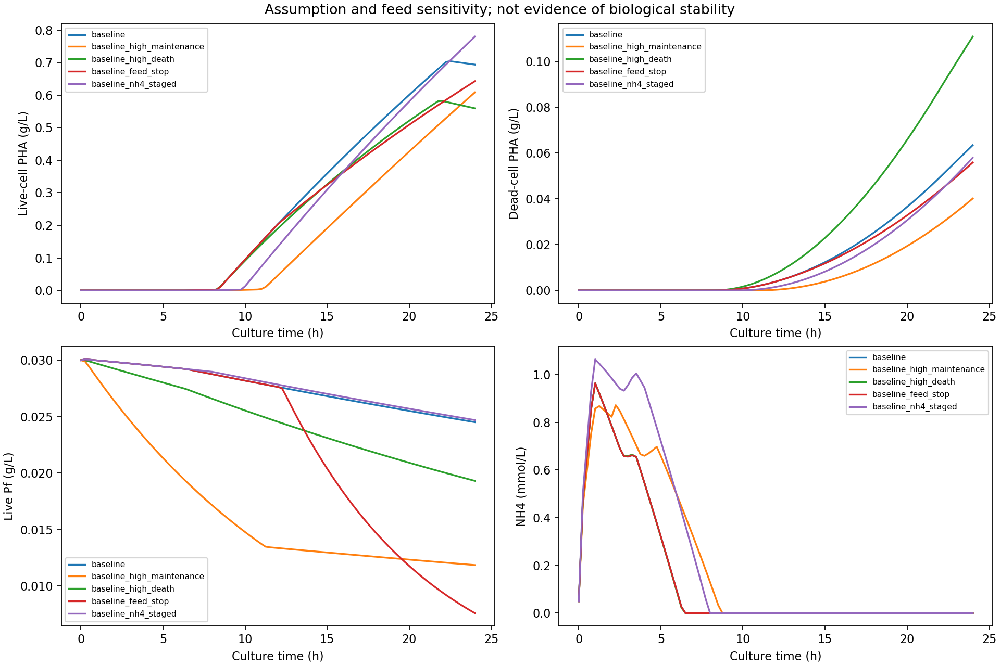 Assumption and feed sensitivity; not evidence of biological stability
Live-cell PHA (g/L)
0.8
0.7
0.6
0.5
0.4
0.3
0.2
0.1
0.0
baseline
baseline_high_maintenance
baseline_high_death
baseline_feed_stop
baseline_nh4_staged
0 5 10 15 20 25
Culture time (h)
Dead-cell PHA (g/L)
0.10
0.08
0.06
0.04
0.02
0.00
baseline
baseline_high_maintenance
baseline_high_death
baseline_feed_stop
baseline_nh4_staged
0 5 10 15 20 25
Culture time (h)
Live Pf (g/L)
0.030
0.025
0.020
0.015
0.010
baseline
baseline_high_maintenance
baseline_high_death
baseline_feed_stop
baseline_nh4_staged
0 5 10 15 20 25
Culture time (h)
NH4 (mmol/L)
1.0
0.8
0.6
0.4
0.2
0.0
baseline
baseline_high_maintenance
baseline_high_death
baseline_feed_stop
baseline_nh4_staged
0 5 10 15 20 25
Culture time (h)